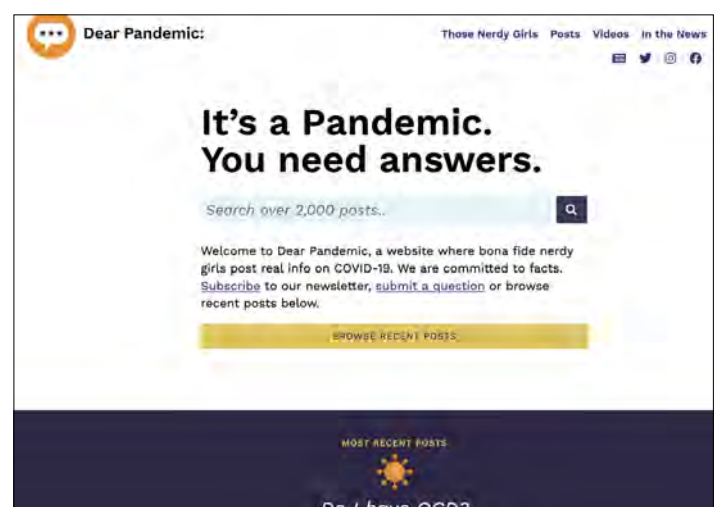 Dear Pandemic:
Those Nerdy Girls Posts Videos In the News
It's a Pandemic.
You need answers.
Search over 2,000 posts..
Welcome to Dear Pandemic, a website where bona fide nerdy
girls post real info on COVID-19. We are committed to facts.
Subscribe to our newsletter, submit a question or browse
recent posts below.
BROWSE RECENT POSTS
MOST RECENT POSTS
Do I have OCD?